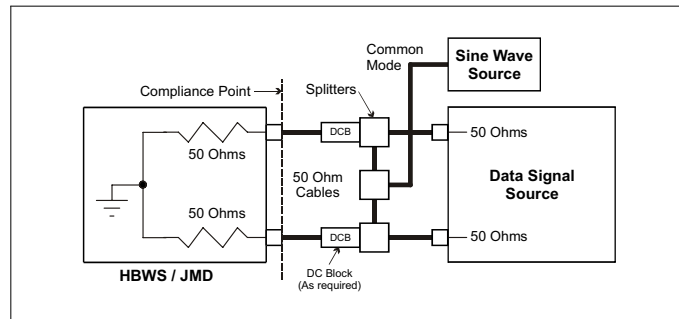 Common
Mode
Sine Wave
Source
Compliance Point
Splitters
DCB
50 Ohms
50 Ohms
50 Ohm
Cables
Data Signal
Source
50 Ohms
DCB
50 Ohms
HBWS / JMD
DC Block
(As required)